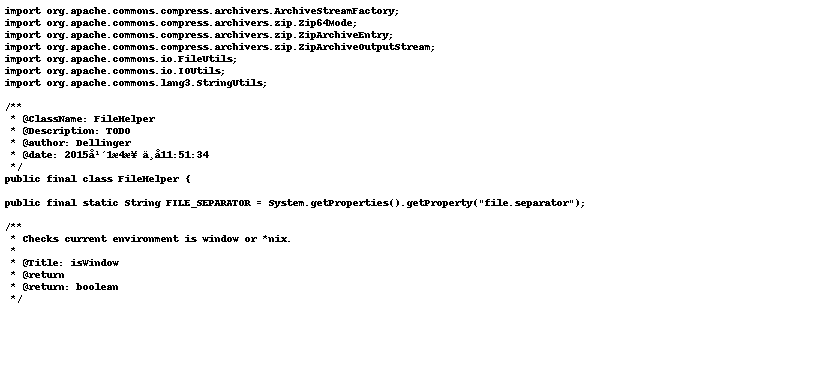 import org.apache.commons.compress.archivers.ArchiveStreamFactory;
import org.apache.commons.compress.archivers.zip.Zip64Mode;
import org.apache.commons.compress.archivers.zip.ZipArchiveEntry;
import org.apache.commons.compress.archivers.zip.ZipArchiveOutputStream;
import org.apache.commons.io.FileUtils;
import org.apache.commons.io.IOUtils;
import org.apache.commons.lang3.StringUtils;
/**
 * @ClassName: FileHelper
 * @Description: TODO
 * @author: Dellinger
 * @date: 2015å¹´1æ4æ¥ ä¸å11:51:34
 */
public final class FileHelper {
public final static String FILE_SEPARATOR = System.getProperties().getProperty("file.separator");
/**
 * Checks current environment is window or *nix.
 *
 * @Title: isWindow
 * @return
 * @return: boolean
 */